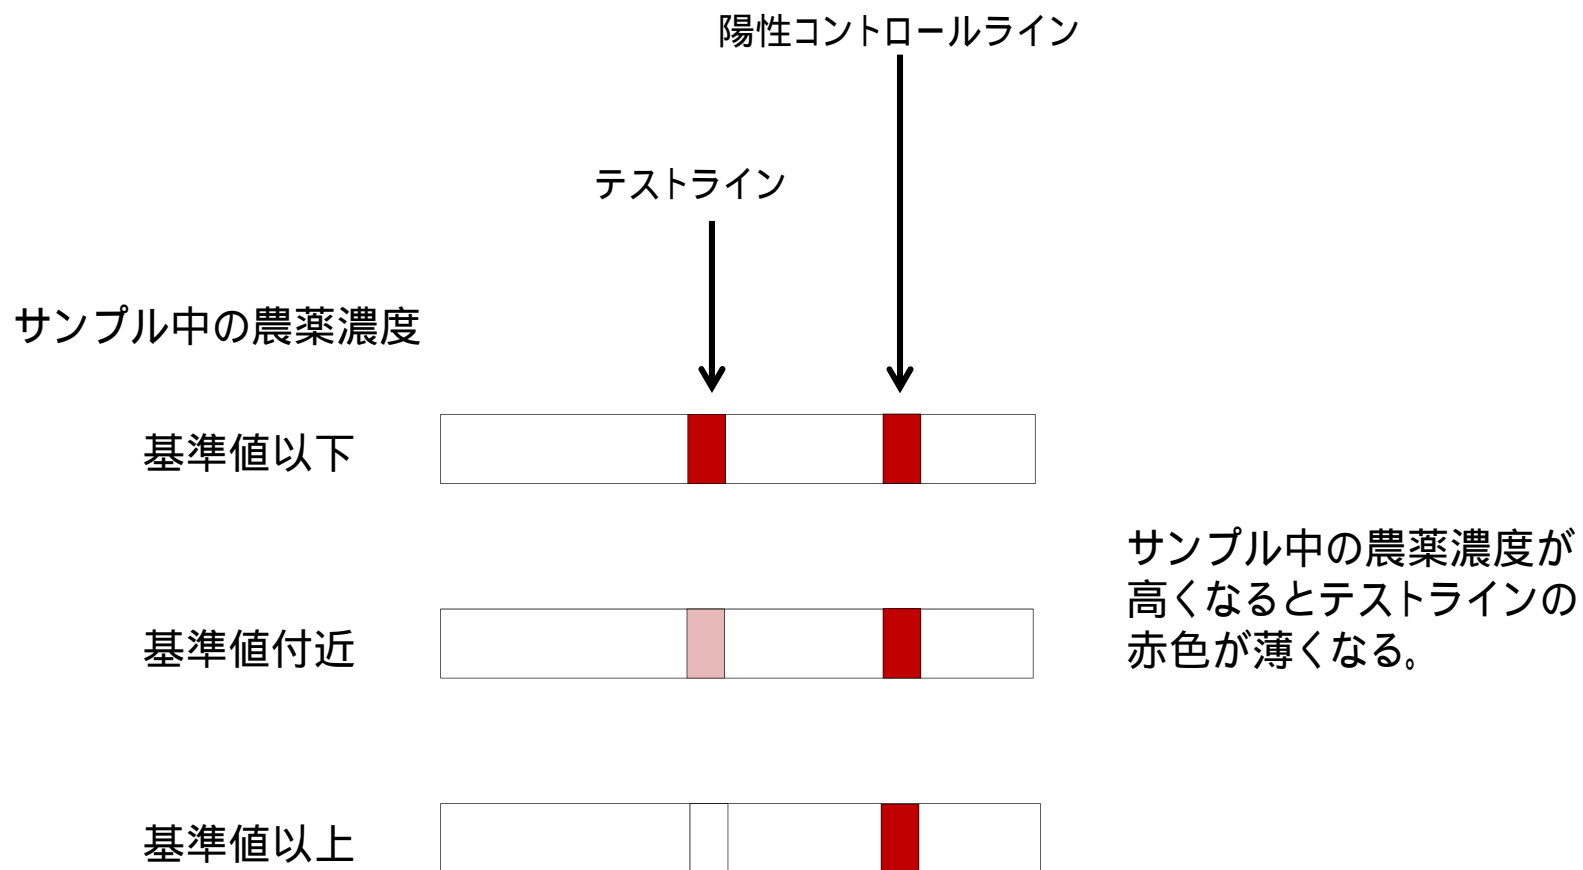 陽性コントロールライン
テストライン
サンプル中の農薬濃度
基準値以下
基準値付近
基準値以上
サンプル中の農薬濃度が
高くなるとテストラインの
赤色が薄くなる。